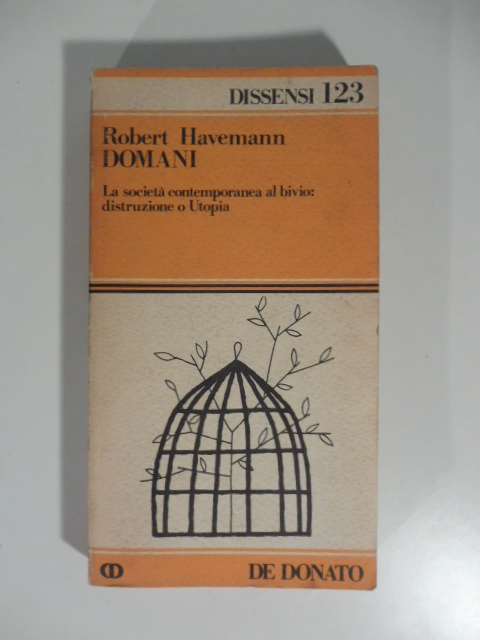 DISSENSI 123
Robert Havemann
DOMANI
La società contemporanea al bivio:
distruzione o Utopia
DE DONATO